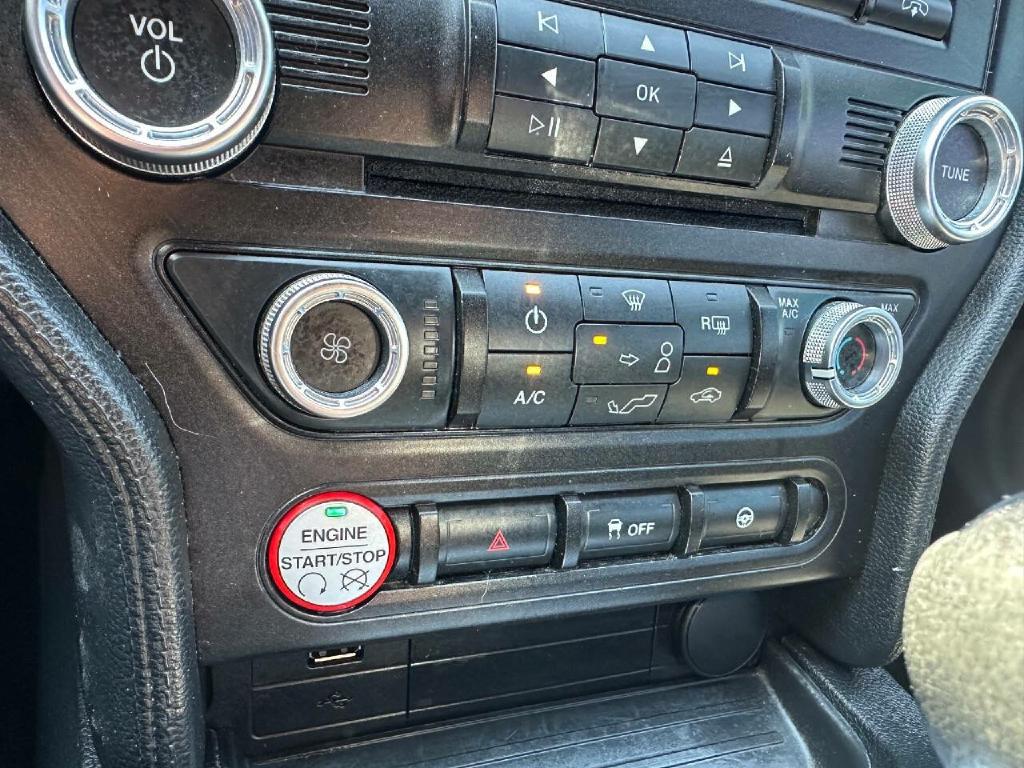 VOL
OK
TUNE
R
MAX
A/C
MAX
A/C
ENGINE
START/STOP
OFF